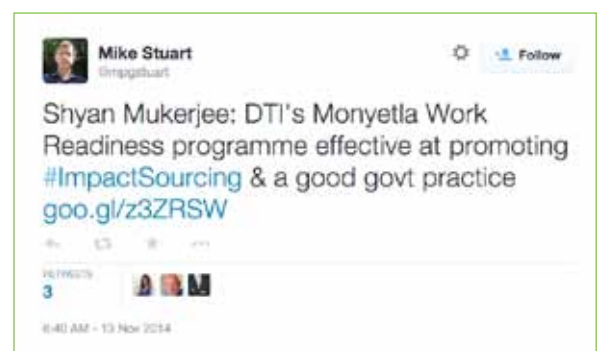 Mike Stuart
@mpgstuart
Follow
Shyan Mukerjee: DTI's Monyetla Work
Readiness programme effective at promoting
#ImpactSourcing & a good govt practice
goo.gl/z3ZRSW
RETWEETS
3
6:40 AM - 13 Nov 2014